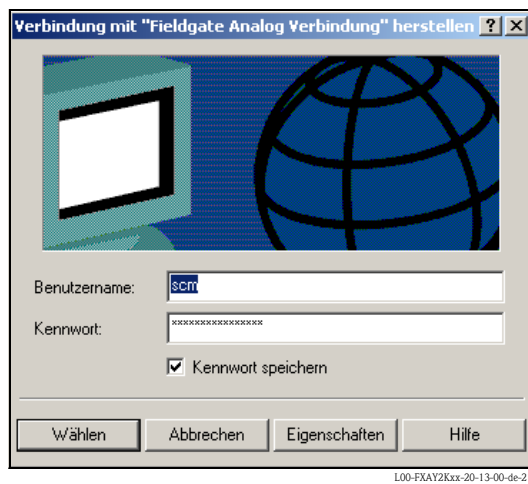 Verbindung mit "Fieldgate Analog Verbindung" herstellen ? ×
Benutzername: scm
Kennwort: ****************
Kennwort speichern
Wählen Abbrechen Eigenschaften Hilfe
L00-FXAY2Kxx-20-13-00-de-2